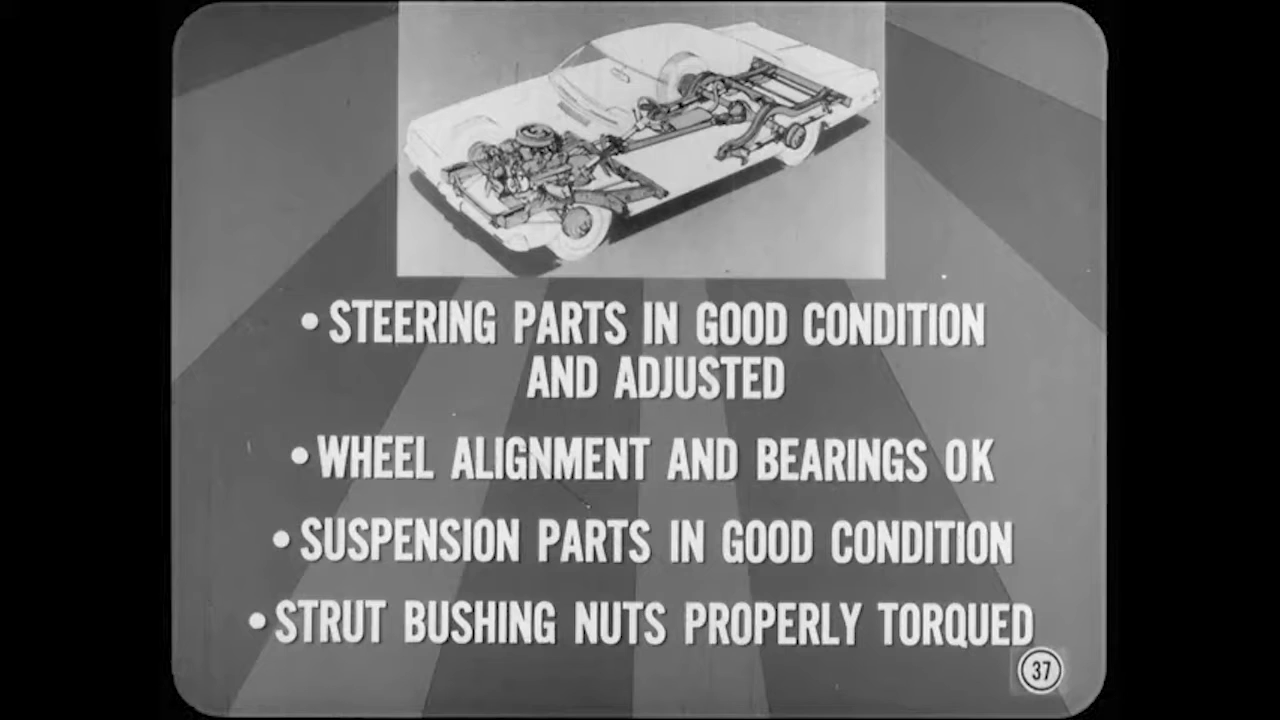 • STEERING PARTS IN GOOD CONDITION
AND ADJUSTED
• WHEEL ALIGNMENT AND BEARINGS OK
• SUSPENSION PARTS IN GOOD CONDITION
• STRUT BUSHING NUTS PROPERLY TORQUED
37